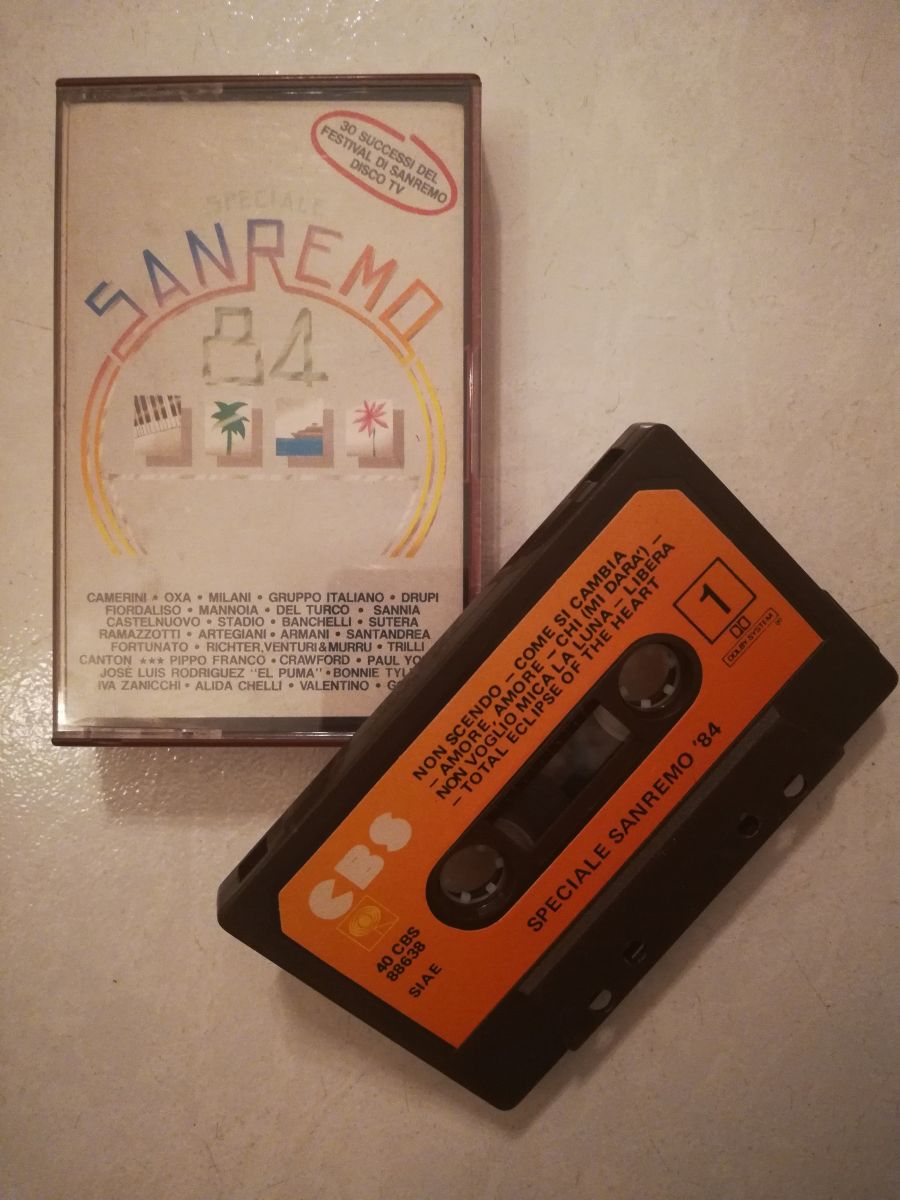 30 SUCCESSI DEL
FESTIVAL DI SANREMO
DISCO TV
SPECIALE
SANREMO
84
CAMERINI • OXA • MILANI • GRUPPO ITALIANO • DRUPI
FIORDALISO • MANNOIA • DEL TURCO • SANNIA
CASTELNUOVO • STADIO • BANCHELLI • SUTERA
RAMAZZOTTI • ARTEGIANI • ARMANI • SANTANDREA
FORTUNATO • RICHTER,VENTURI&MURRU • TRILLI
CANTON ★★★ PIPPO FRANCO • CRAWFORD • PAUL
JOSE LUIS RODRIGUEZ "EL PUMA" • BONNIE
IVA ZANICCHI • ALIDA CHELLI • VALENTINO •
NON SCENDO – COME SI CAMBIA
– AMORE, AMORE – CHI (MI DARA') –
NON VOGLIO MICA LA LUNA – LIBERA
– TOTAL ECLIPSE OF THE HEART
1
DOLBY SYSTEM
CBS
SPECIALE SANREMO '84
40 CBS
88638
SIAE